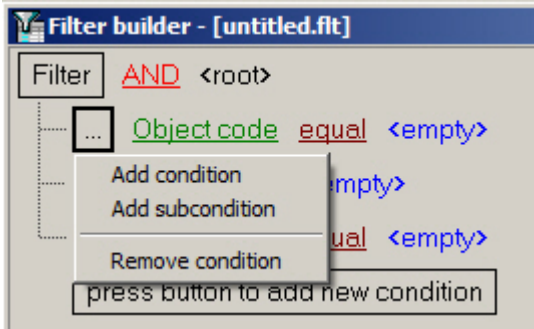 Filter builder - [untitled.flt]
Filter AND <root>
... Object code equal <empty>
Add condition
Add subcondition
Remove condition
mpty>
ual <empty>
press button to add new condition